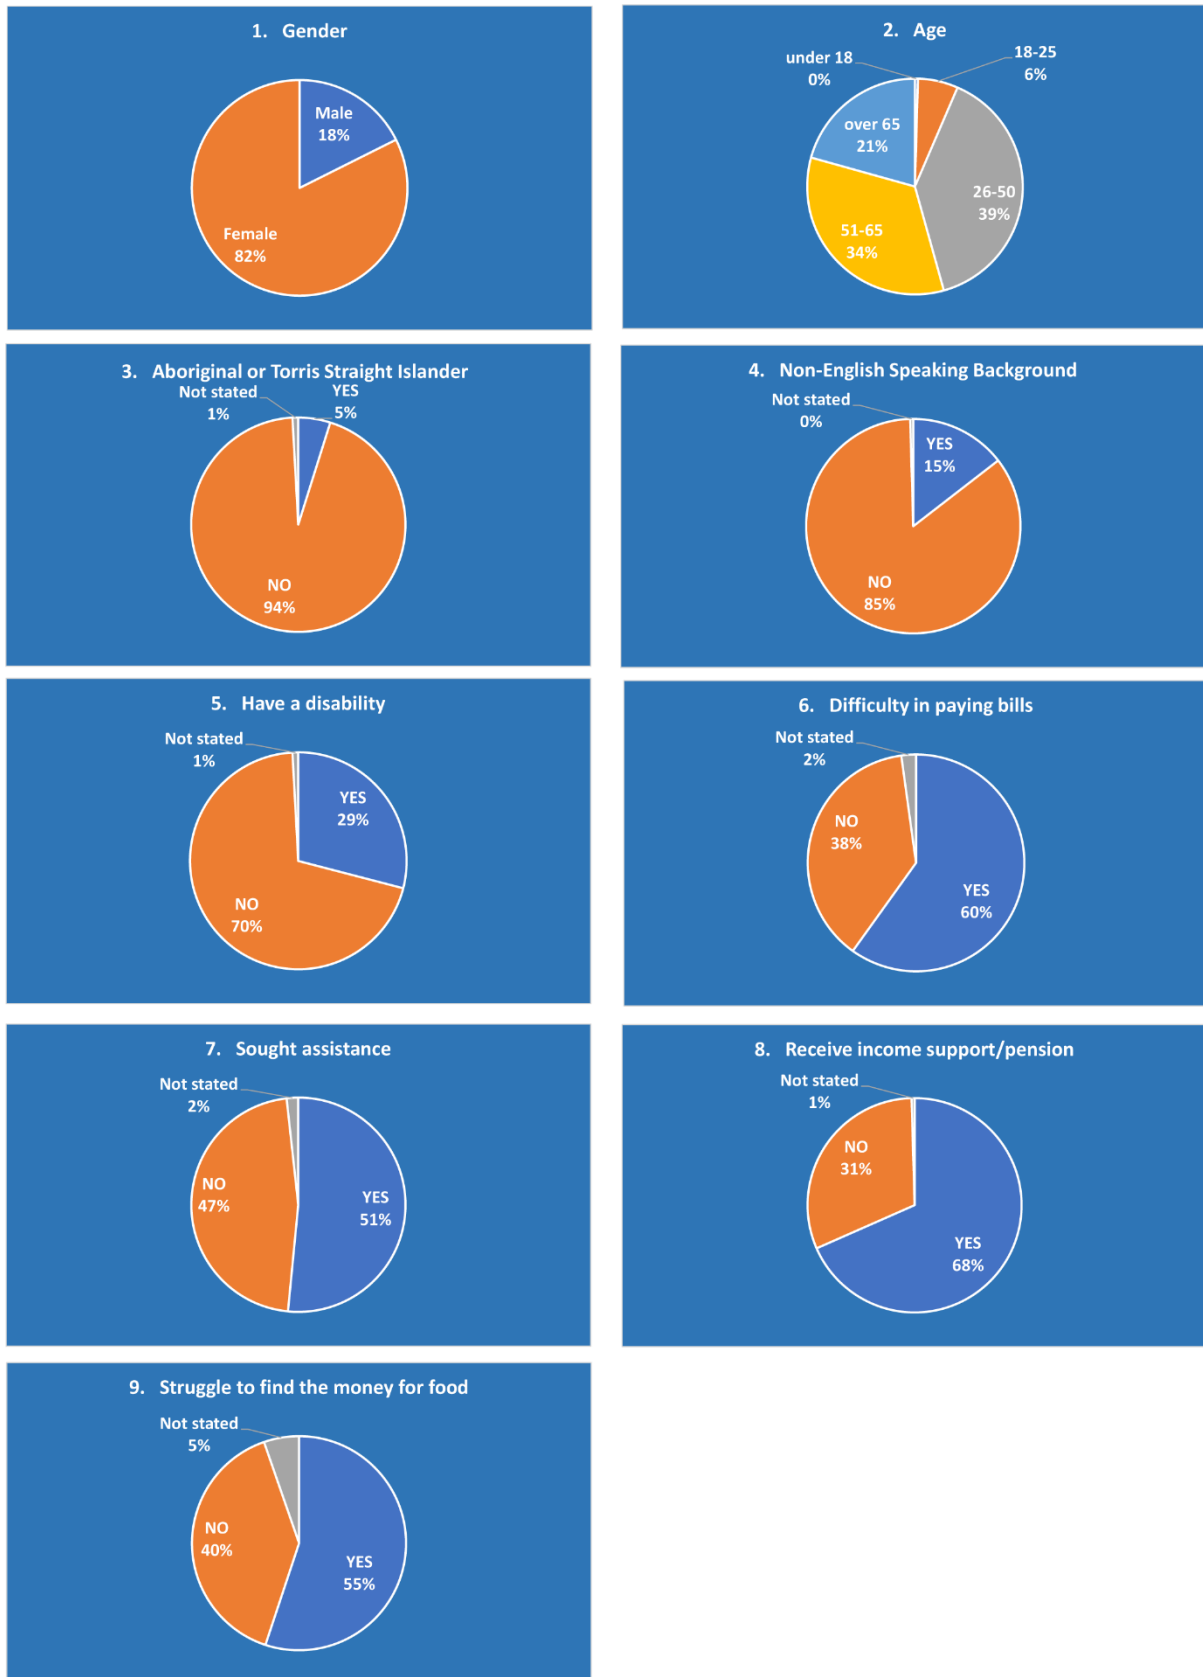 1. Gender
Male
18%
Female
82%
2. Age
under 18
0%
18-25
6%
over 65
21%
26-50
39%
51-65
34%
3. Aboriginal or Torris Straight Islander
Not stated
1%
YES
5%
NO
94%
4. Non-English Speaking Background
Not stated
0%
YES
15%
NO
85%
5. Have a disability
Not stated
1%
YES
29%
NO
70%
6. Difficulty in paying bills
Not stated
2%
NO
38%
YES
60%
7. Sought assistance
Not stated
2%
NO
47%
YES
51%
8. Receive income support/pension
Not stated
1%
NO
31%
YES
68%
9. Struggle to find the money for food
Not stated
5%
NO
40%
YES
55%